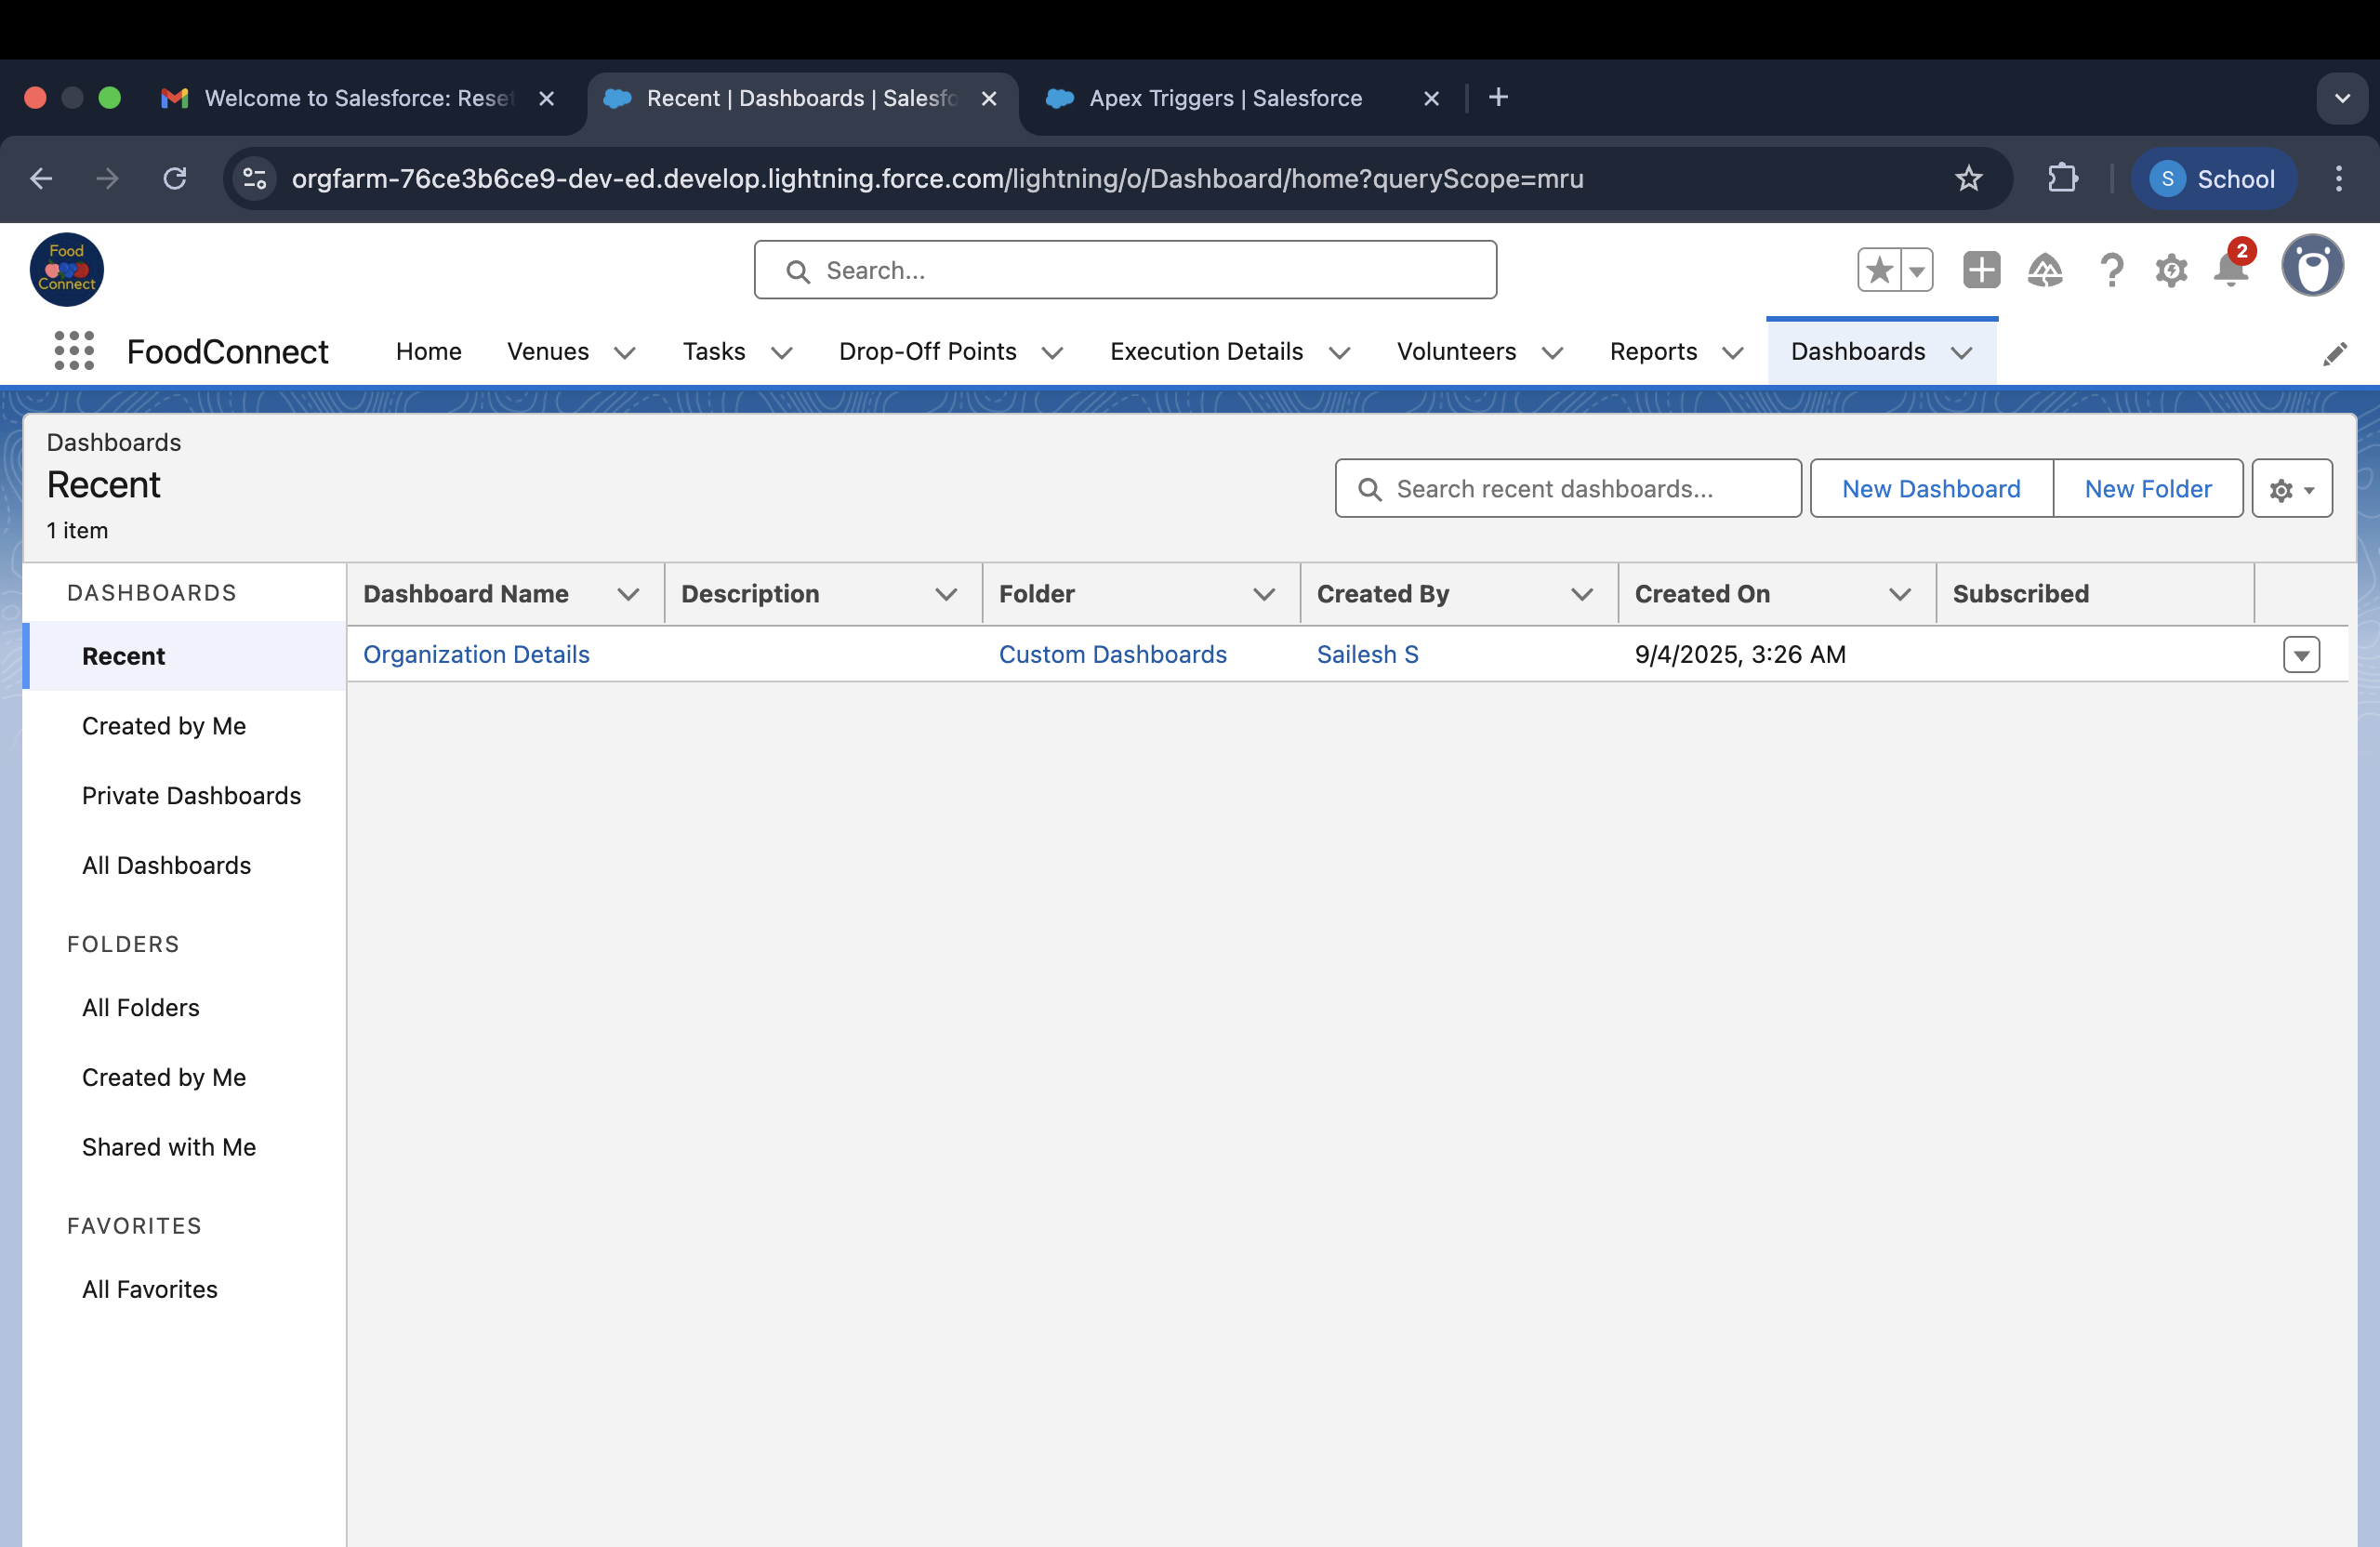 Welcome to Salesforce: Reset
Recent | Dashboards | Salesfo
Apex Triggers | Salesforce
orgfarm-76ce3b6ce9-dev-ed.develop.lightning.force.com/lightning/o/Dashboard/home?queryScope=mru
S School
Food
Connect
Search...
2
FoodConnect Home Venues Tasks Drop-Off Points Execution Details Volunteers Reports Dashboards
Dashboards
Recent
1 item
Search recent dashboards...
New Dashboard
New Folder
DASHBOARDS
Recent
Created by Me
Private Dashboards
All Dashboards
FOLDERS
All Folders
Created by Me
Shared with Me
FAVORITES
All Favorites
Dashboard Name Description Folder Created By Created On Subscribed
Organization Details Custom Dashboards Sailesh S 9/4/2025, 3:26 AM